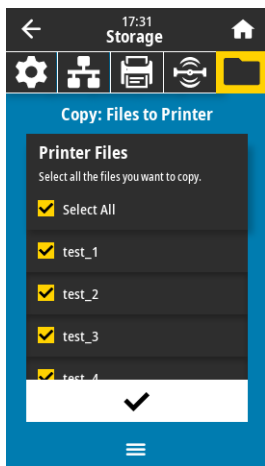 17:31
Storage
Copy: Files to Printer
Printer Files
Select all the files you want to copy.
Select All
test_1
test_2
test_3
test_4